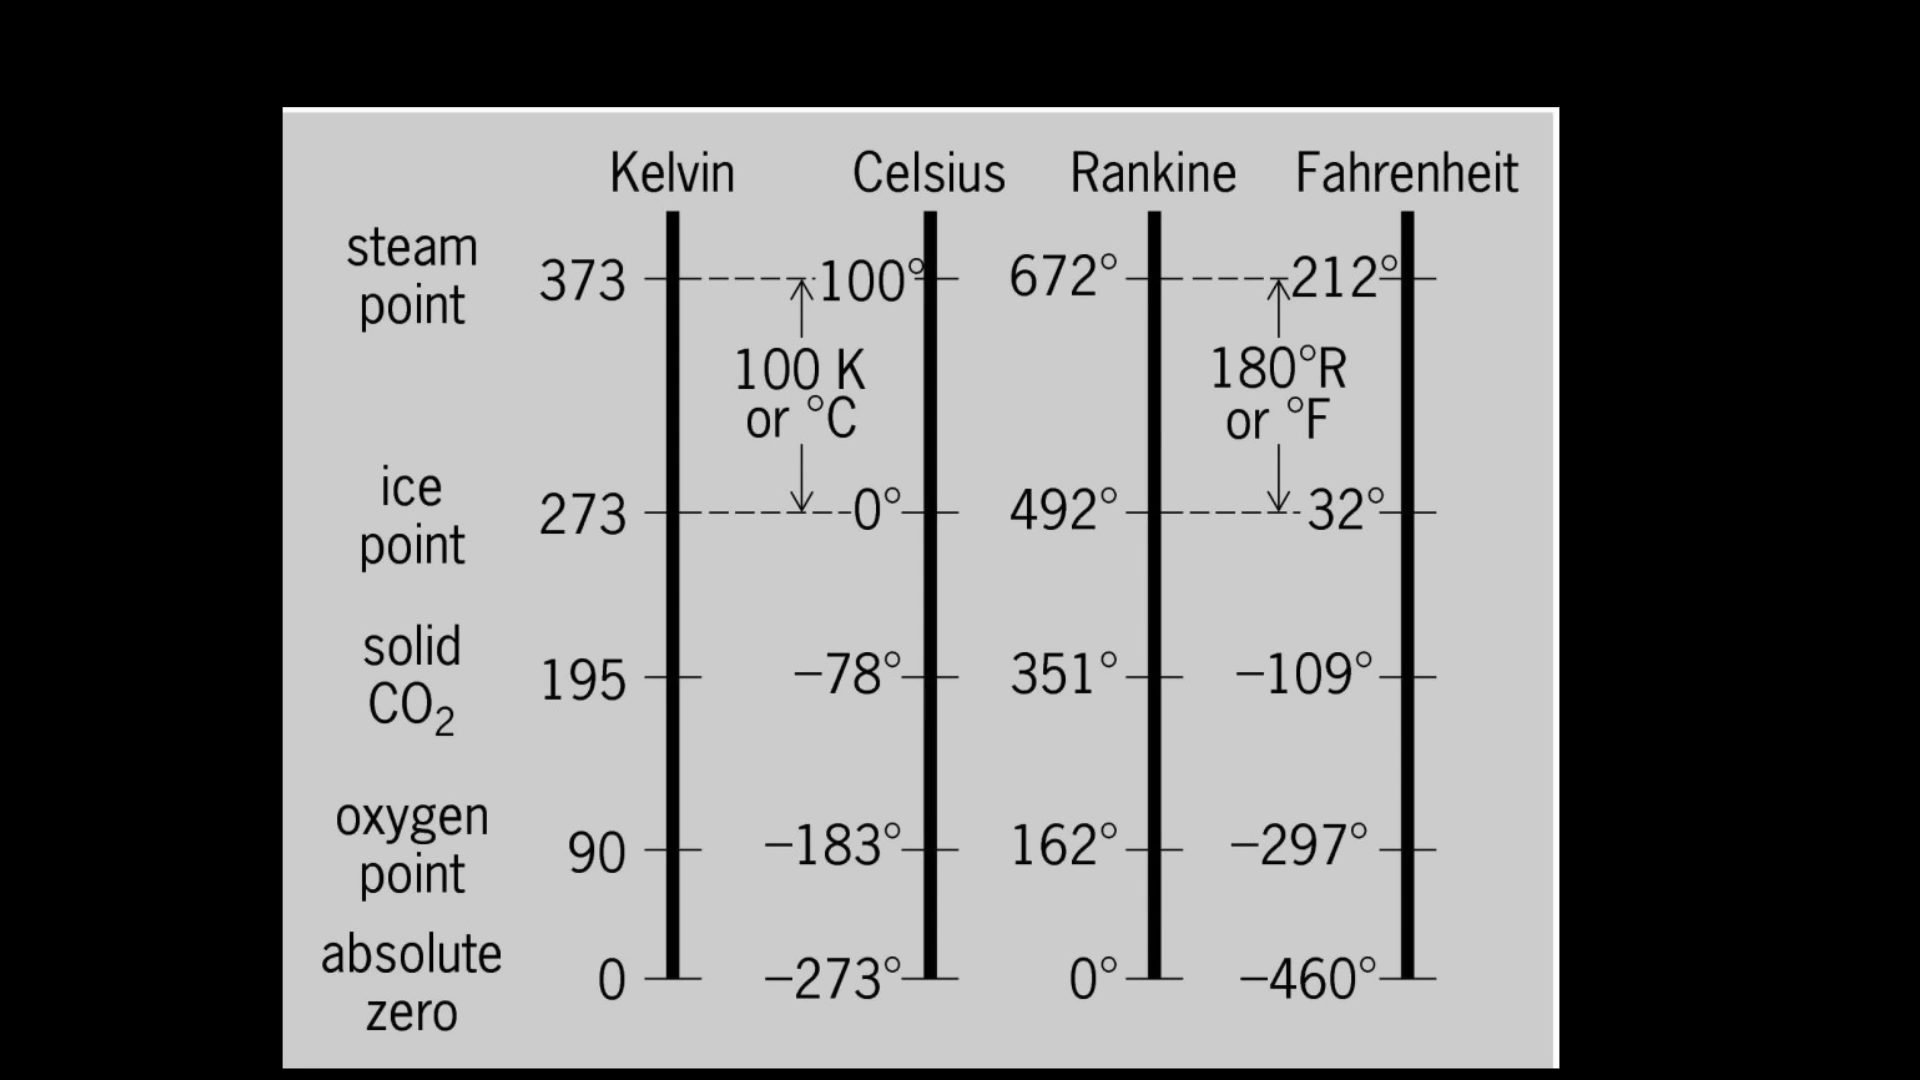 Kelvin Celsius Rankine Fahrenheit
steam
point
373 100° 672° 212°
100 K
or °C
180°R
or °F
ice
point
273 0° 492° 32°
solid
CO₂
195 −78° 351° −109°
oxygen
point
90 −183° 162° −297°
absolute
zero
0 −273° 0° −460°